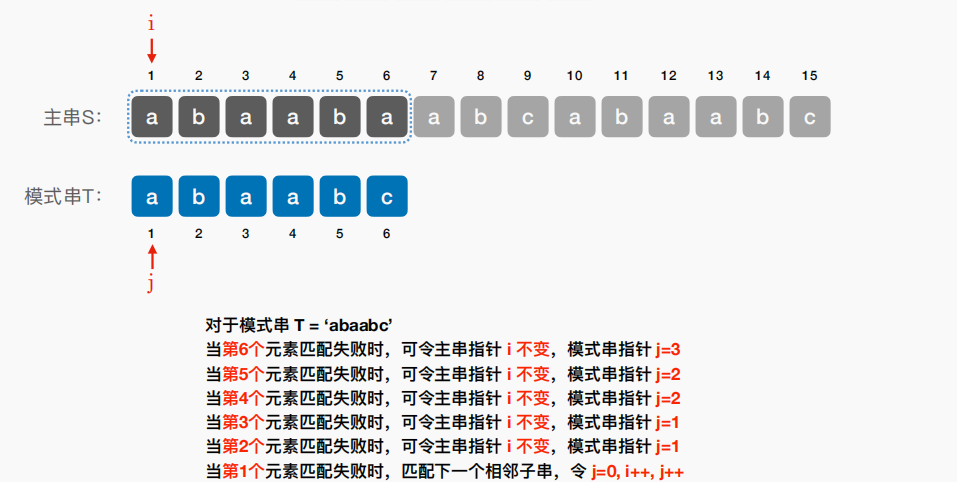 i
1 2 3 4 5 6 7 8 9 10 11 12 13 14 15
主串S: a b a a b a a b c a b a a b c
模式串T: a b a a b c
1 2 3 4 5 6
j
对于模式串 T = ‘abaabc’
当第6个元素匹配失败时，可令主串指针 i 不变，模式串指针 j=3
当第5个元素匹配失败时，可令主串指针 i 不变，模式串指针 j=2
当第4个元素匹配失败时，可令主串指针 i 不变，模式串指针 j=2
当第3个元素匹配失败时，可令主串指针 i 不变，模式串指针 j=1
当第2个元素匹配失败时，可令主串指针 i 不变，模式串指针 j=1
当第1个元素匹配失败时，匹配下一个相邻子串，令 j=0, i++, j++